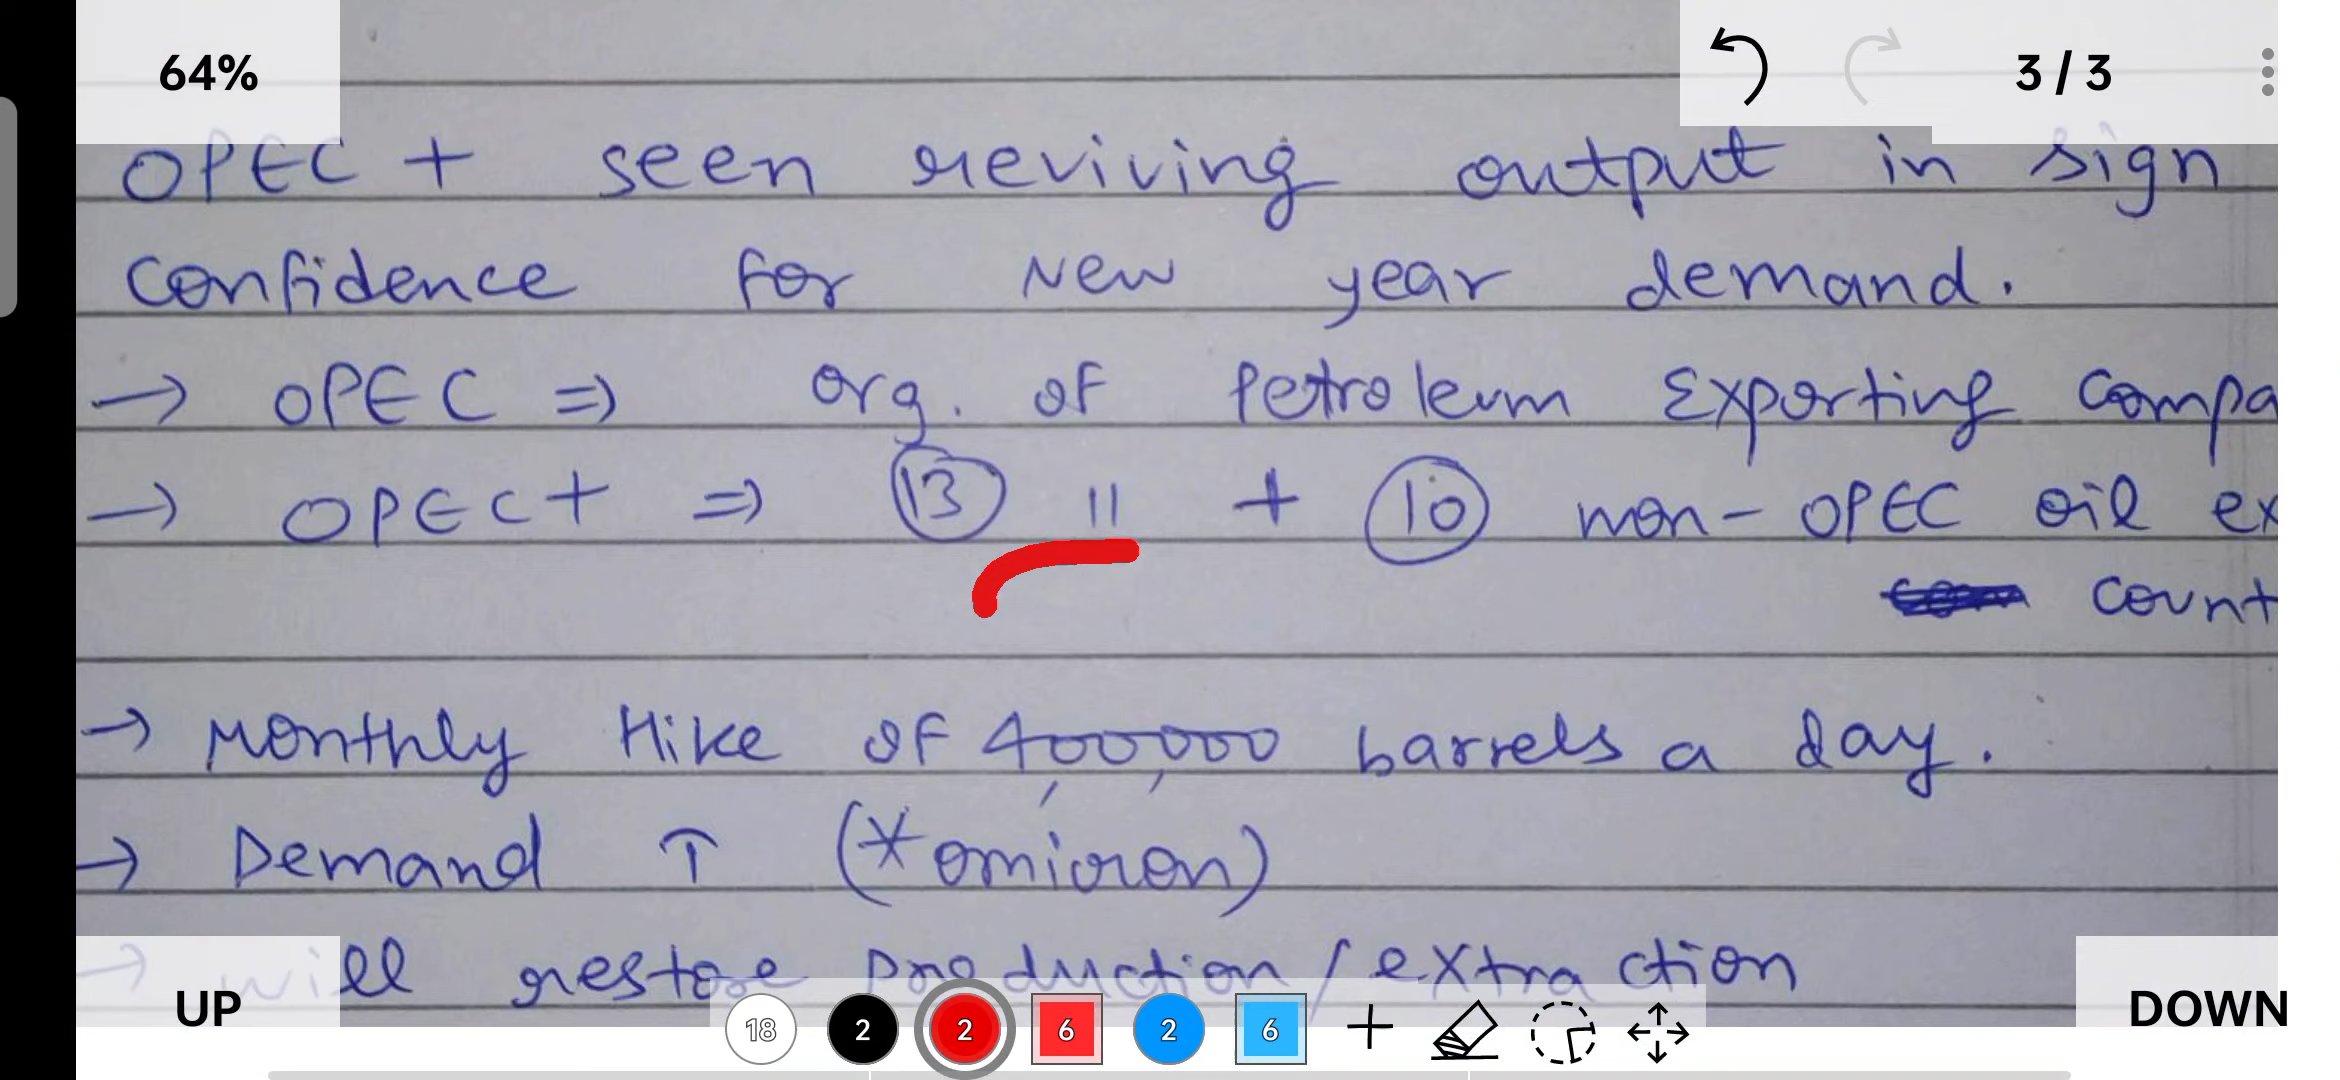 64%
3 / 3
OPEC + seen reviving output in sign
confidence for New year demand.
→ OPEC ⇒ org. of Petroleum Exporting Compa
→ OPEC+ ⇒ 13 11 + 10 non-OPEC oil ex
count
→ Monthly Hike of 400,000 barrels a day.
→ Demand ↑ (*omicron)
→ will restore production/extraction
UP
18 2 2 6 2 6
DOWN